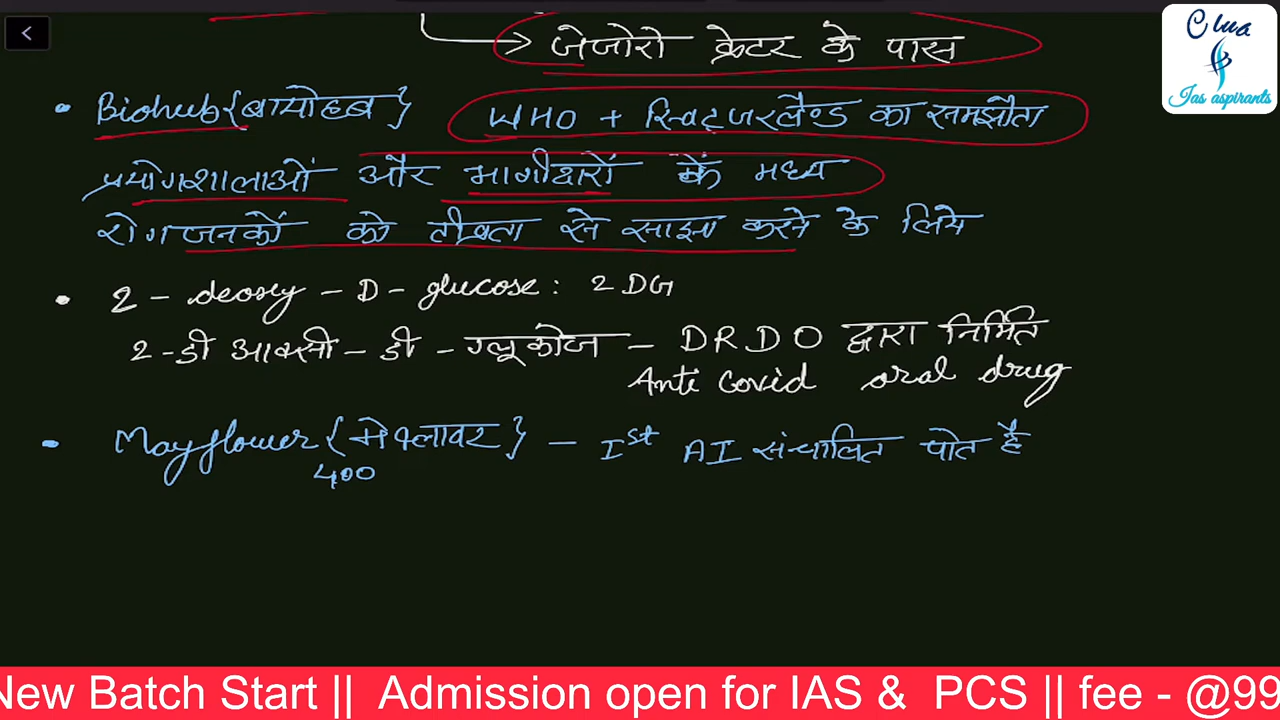 जेजोरो क्रेटर के पास
• Biohub{बायोहब} WHO + स्विट्जरलैण्ड का समझौता
प्रयोगशालाओं और भागीदारों के मध्य
रोगजनकों को तीव्रता से साझा करने के लिये
• 2 - deoxy - D - glucose : 2 DG
2-डी आक्सी - डी - ग्लूकोज - DRDO द्वारा निर्मित
Anti Covid oral drug
• Mayflower {मेफ्लावर} - Ist AI संचालित पोत है
400
Clua
Ias aspirants
New Batch Start || Admission open for IAS & PCS || fee - @99